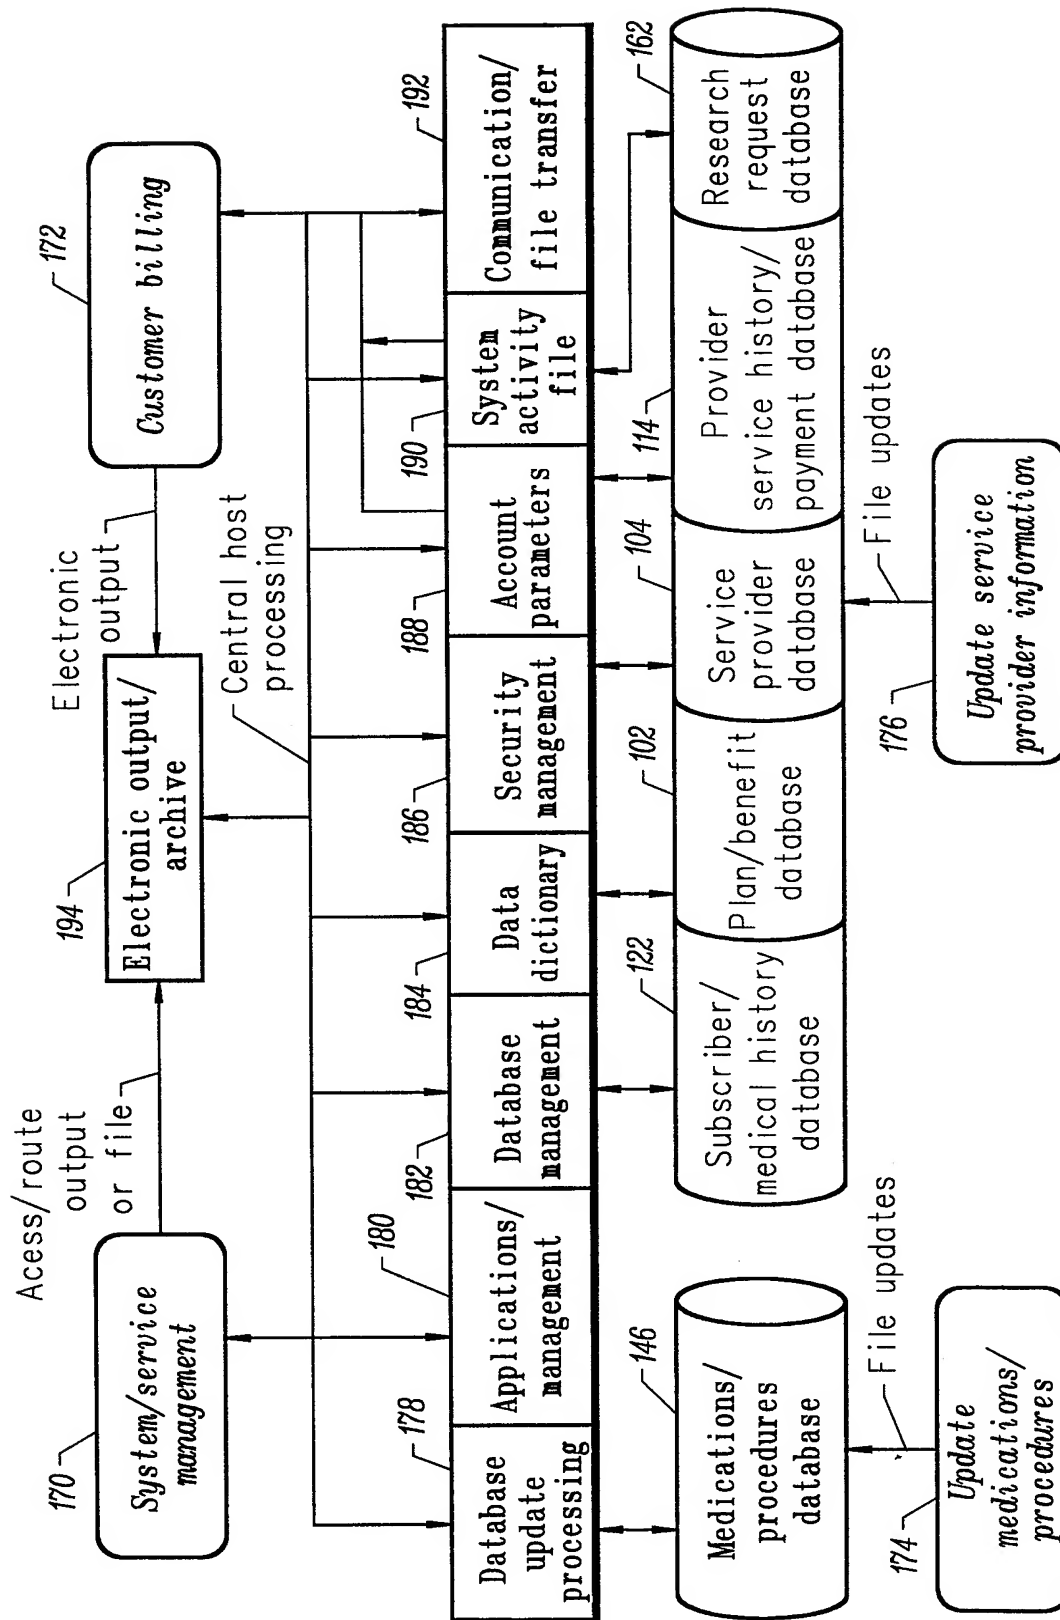 Acess/route
output
or file
Electronic
output
170
System/service
management
194
Electronic output/
archive
172
Customer billing
Central host
processing
178
Database
update
processing
180
Applications/
management
182
Database
management
184
Data
dictionary
186
Security
management
188
Account
parameters
190
System
activity
file
192
Communication/
file transfer
146
Medications/
procedures
database
122
Subscriber/
medical history
database
102
Plan/benefit
database
104
Service
provider
database
114
Provider
service history/
payment database
162
Research
request
database
File updates
File updates
174
Update
medications/
procedures
176
Update service
provider information